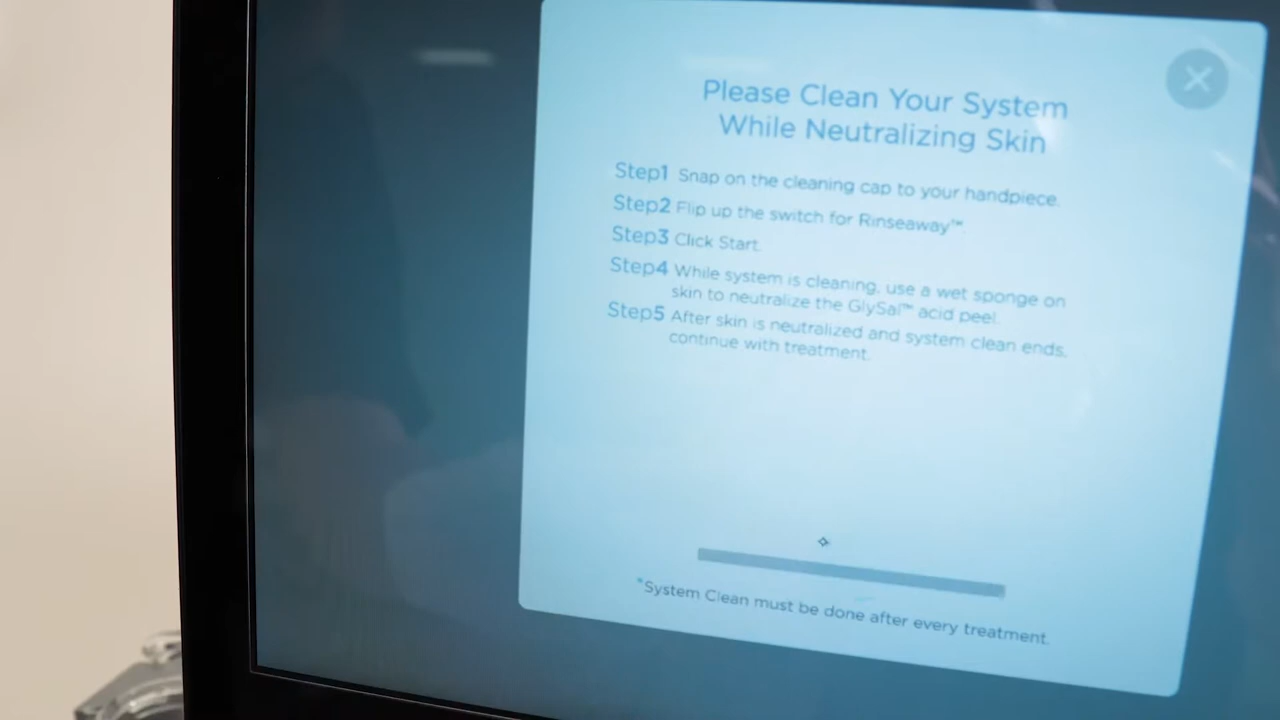 Please Clean Your System
While Neutralizing Skin
Step1 Snap on the cleaning cap to your handpiece.
Step2 Flip up the switch for Rinseaway™
Step3 Click Start.
Step4 While system is cleaning, use a wet sponge on
skin to neutralize the GlySal™ acid peel.
Step5 After skin is neutralized and system clean ends,
continue with treatment.
*System Clean must be done after every treatment.